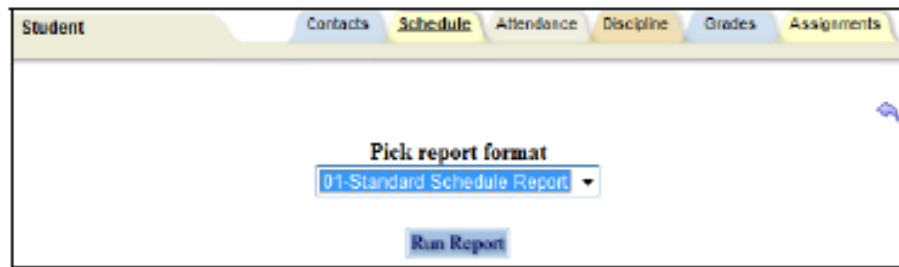 Student Contacts Schedule Attendance Discipline Grades Assignments
Pick report format
01-Standard Schedule Report
Run Report